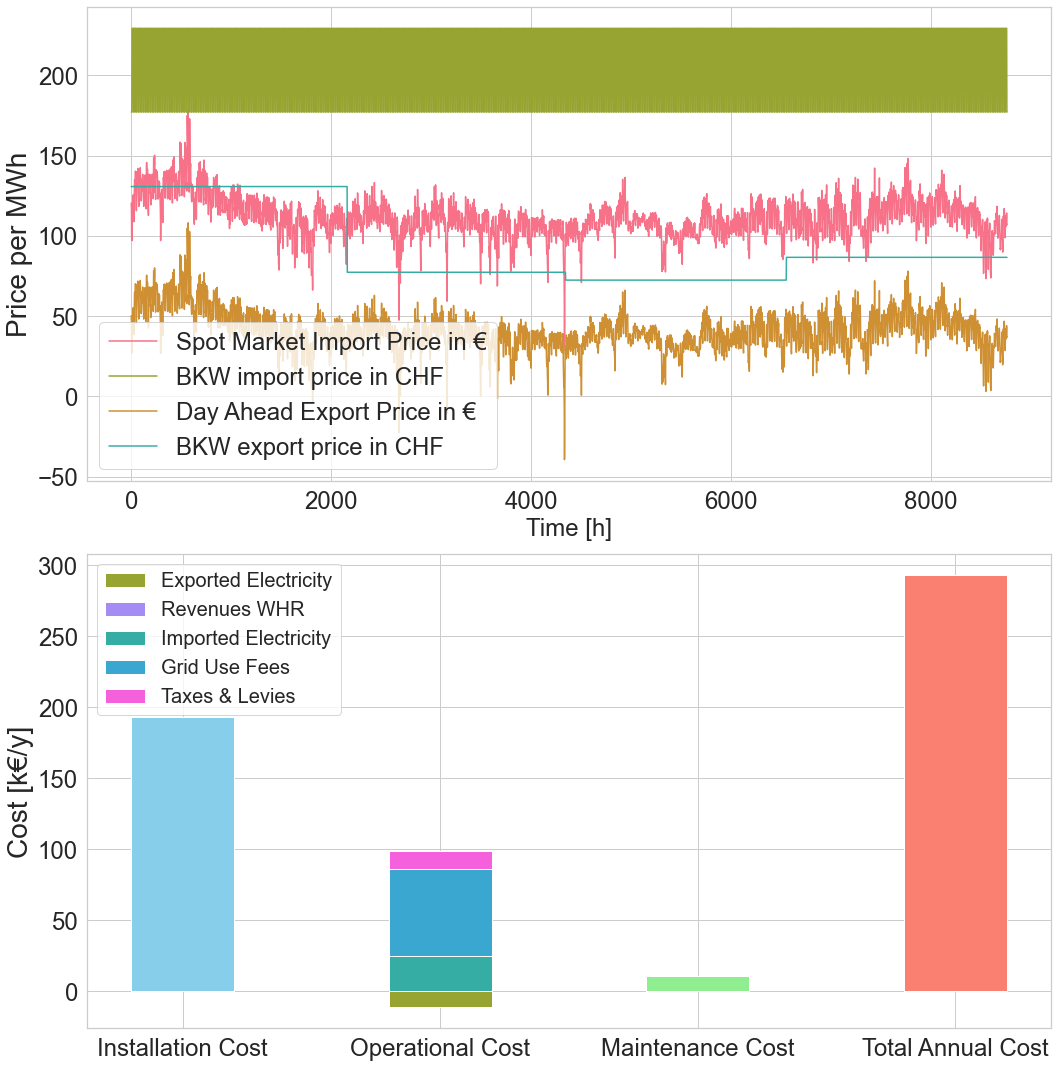 200
150
100
50
0
−50
Price per MWh
Spot Market Import Price in €
BKW import price in CHF
Day Ahead Export Price in €
BKW export price in CHF
0 2000 4000 6000 8000
Time [h]
300
250
200
150
100
50
0
Cost [k€/y]
Exported Electricity
Revenues WHR
Imported Electricity
Grid Use Fees
Taxes & Levies
Installation Cost Operational Cost Maintenance Cost Total Annual Cost